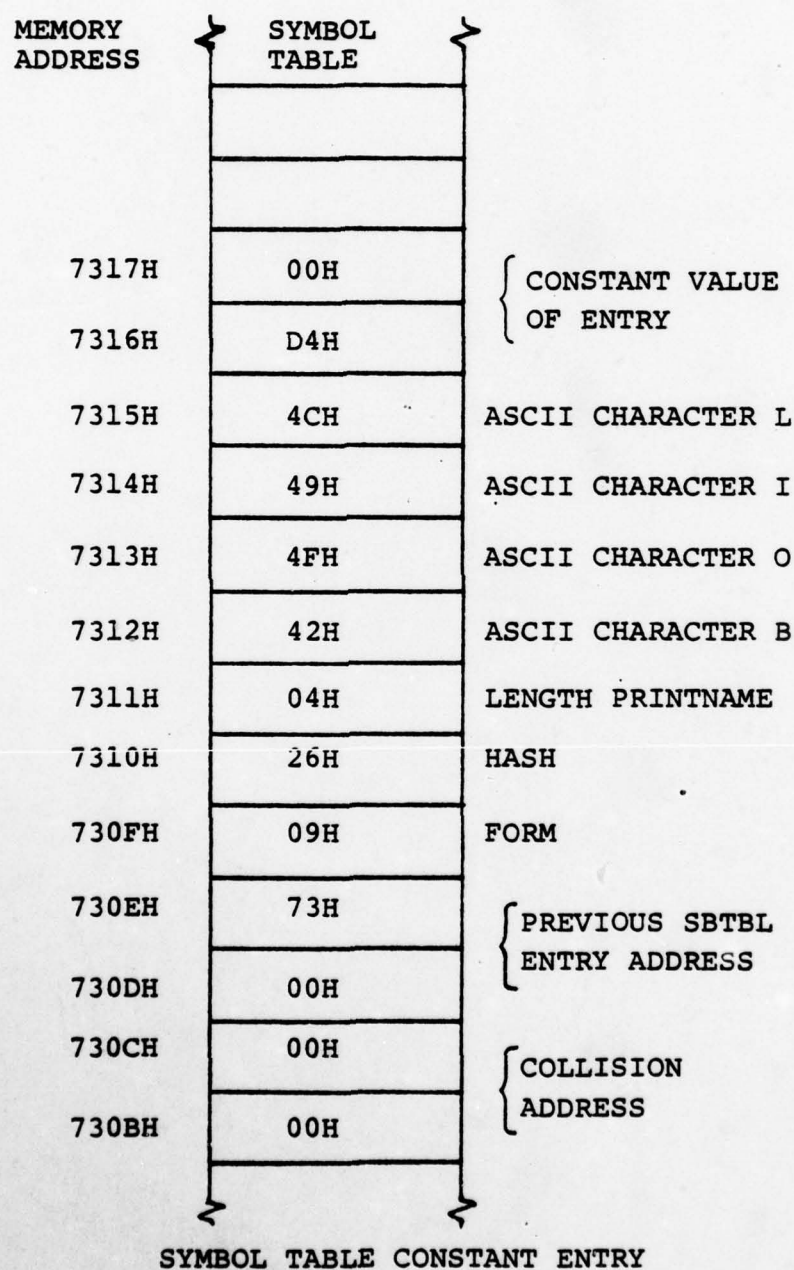 MEMORY ADDRESS SYMBOL TABLE
7317H 00H CONSTANT VALUE OF ENTRY
7316H D4H
7315H 4CH ASCII CHARACTER L
7314H 49H ASCII CHARACTER I
7313H 4FH ASCII CHARACTER O
7312H 42H ASCII CHARACTER B
7311H 04H LENGTH PRINTNAME
7310H 26H HASH
730FH 09H FORM
730EH 73H PREVIOUS SBTBL ENTRY ADDRESS
730DH 00H
730CH 00H COLLISION ADDRESS
730BH 00H
SYMBOL TABLE CONSTANT ENTRY